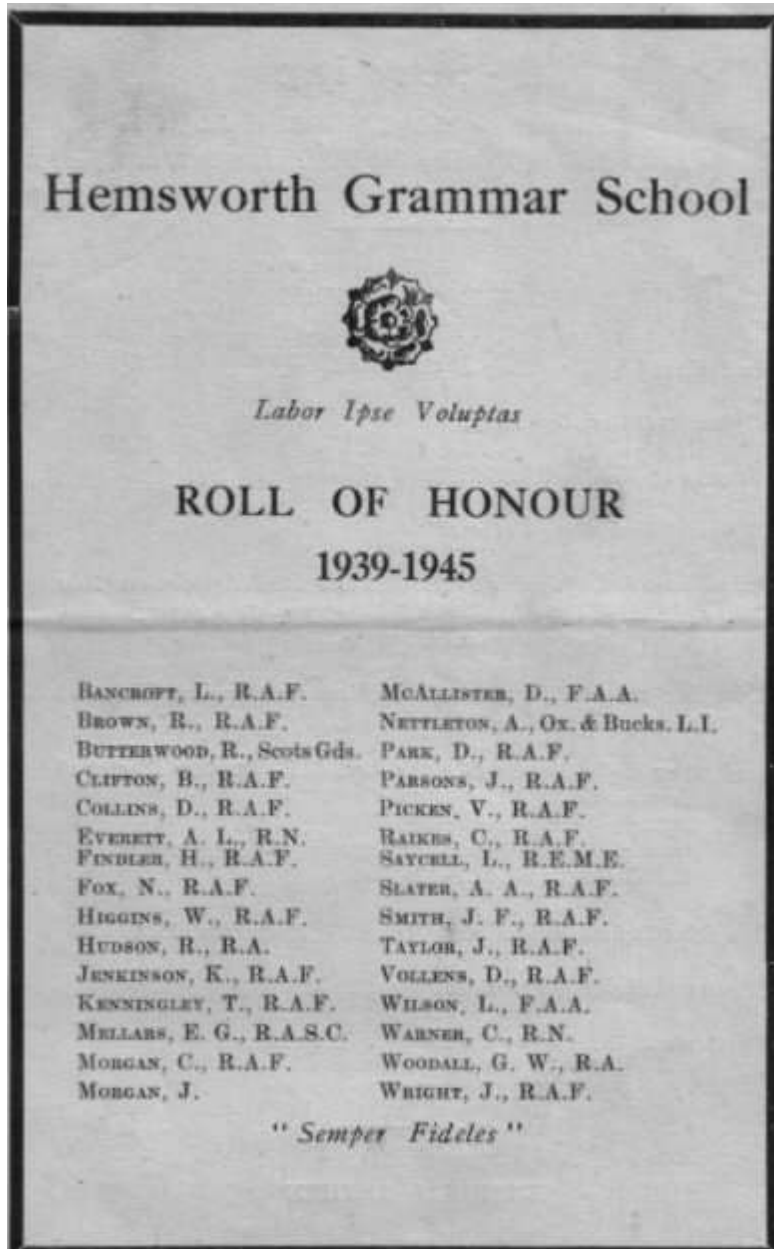 Hemsworth Grammar School
Labor Ipse Voluptas
ROLL OF HONOUR
1939-1945
BANCROFT, L., R.A.F.
BROWN, R., R.A.F.
BUTTERWOOD, R., Scots Gds.
CLIFTON, B., R.A.F.
COLLINS, D., R.A.F.
EVERETT, A. L., R.N.
FINDLER, H., R.A.F.
FOX, N., R.A.F.
HIGGINS, W., R.A.F.
HUDSON, R., R.A.
JENKINSON, K., R.A.F.
KENNINGLEY, T., R.A.F.
MELLARS, E. G., R.A.S.C.
MORGAN, C., R.A.F.
MORGAN, J.
MCALLISTER, D., F.A.A.
NETTLETON, A., Ox. & Bucks. L.I.
PARK, D., R.A.F.
PARSONS, J., R.A.F.
PICKEN, V., R.A.F.
RAIKES, C., R.A.F.
SAYCELL, L., R.E.M.E.
SLATER, A. A., R.A.F.
SMITH, J. F., R.A.F.
TAYLOR, J., R.A.F.
VOLLENS, D., R.A.F.
WILSON, L., F.A.A.
WARNER, C., R.N.
WOODALL, G. W., R.A.
WRIGHT, J., R.A.F.
"Semper Fideles"